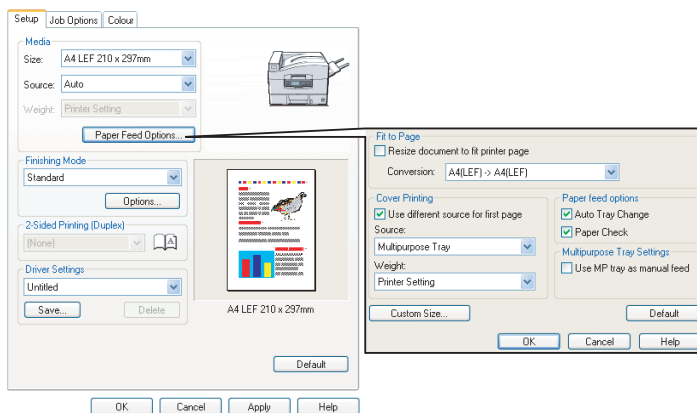 Setup Job Options Colour
Media
Size: A4 LEF 210 x 297mm
Source: Auto
Weight: Printer Setting
Paper Feed Options...
Finishing Mode
Standard
Options...
2-Sided Printing (Duplex)
(None)
A
Driver Settings
Untitled
Save... Delete
A4 LEF 210 x 297mm
Default
OK Cancel Apply Help
Fit to Page
Resize document to fit printer page
Conversion: A4(LEF) -> A4(LEF)
Cover Printing
Use different source for first page
Source:
Multipurpose Tray
Weight:
Printer Setting
Paper feed options
Auto Tray Change
Paper Check
Multipurpose Tray Settings
Use MP tray as manual feed
Custom Size... Default
OK Cancel Help